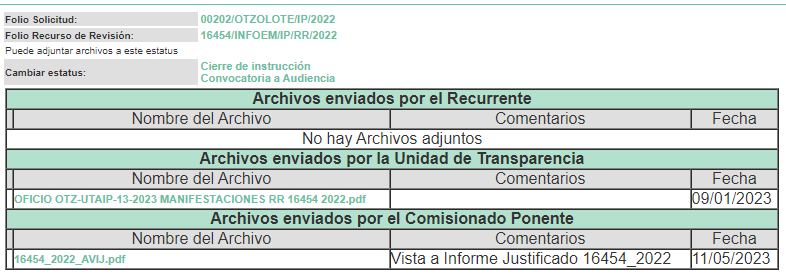 Folio Solicitud: 00202/OTZOLOTE/IP/2022
Folio Recurso de Revisión: 16454/INFOEM/IP/RR/2022
Puede adjuntar archivos a este estatus
Cambiar estatus: Cierre de instrucción
Convocatoria a Audiencia
Archivos enviados por el Recurrente
Nombre del Archivo Comentarios Fecha
No hay Archivos adjuntos
Archivos enviados por la Unidad de Transparencia
Nombre del Archivo Comentarios Fecha
OFICIO OTZ-UTAIP-13-2023 MANIFESTACIONES RR 16454 2022.pdf 09/01/2023
Archivos enviados por el Comisionado Ponente
Nombre del Archivo Comentarios Fecha
16454_2022_AVIJ.pdf Vista a Informe Justificado 16454_2022 11/05/2023